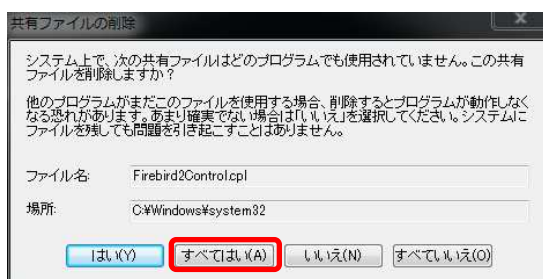 共有ファイルの削除
システム上で、次の共有ファイルはどのプログラムでも使用されていません。この共有
ファイルを削除しますか？
他のプログラムがまだこのファイルを使用する場合、削除するとプログラムが動作しなく
なる恐れがあります。あまり確実でない場合は「いいえ」を選択してください。システムに
ファイルを残しても問題を引き起こすことはありません。
ファイル名: Firebird2Control.cpl
場所: C:¥Windows¥system32
はい(Y) すべてはい(A) いいえ(N) すべていいえ(O)